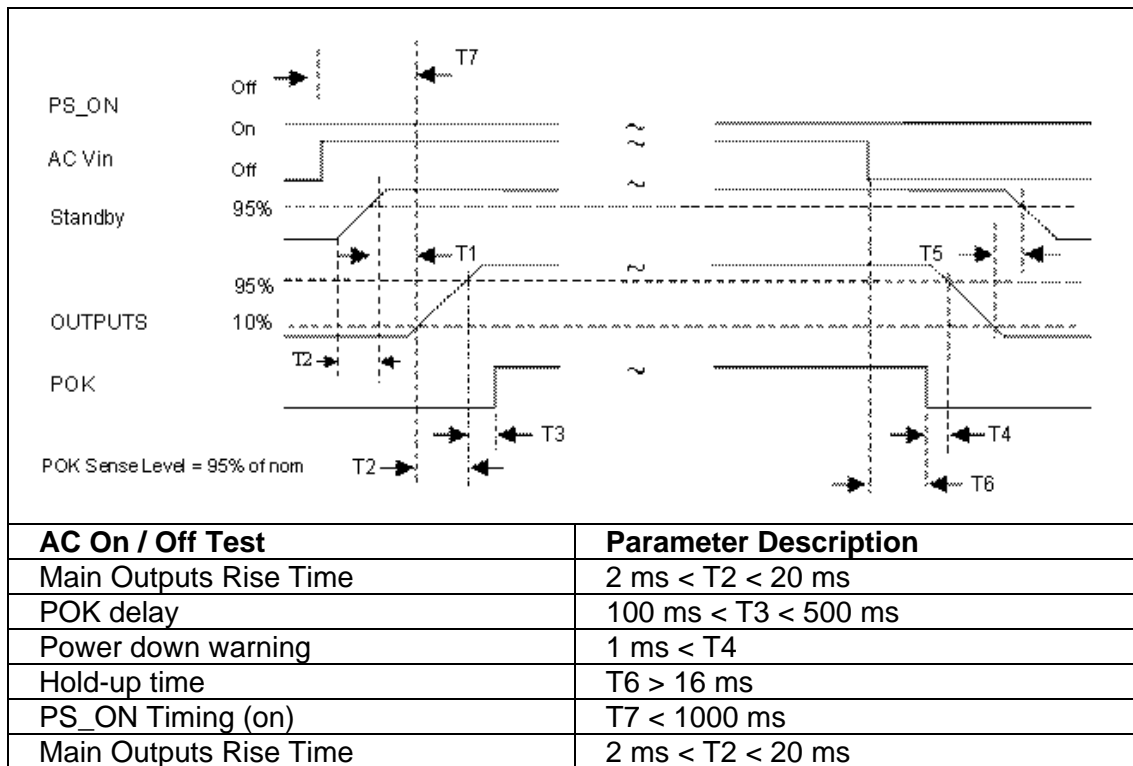 T7
Off
PS_ON
On
AC Vin
Off
Standby
95%
T1
T5
95%
OUTPUTS
10%
T2
POK
T3
T4
POK Sense Level = 95% of nom
T2
T6
AC On / Off Test Parameter Description
Main Outputs Rise Time 2 ms < T2 < 20 ms
POK delay 100 ms < T3 < 500 ms
Power down warning 1 ms < T4
Hold-up time T6 > 16 ms
PS_ON Timing (on) T7 < 1000 ms
Main Outputs Rise Time 2 ms < T2 < 20 ms